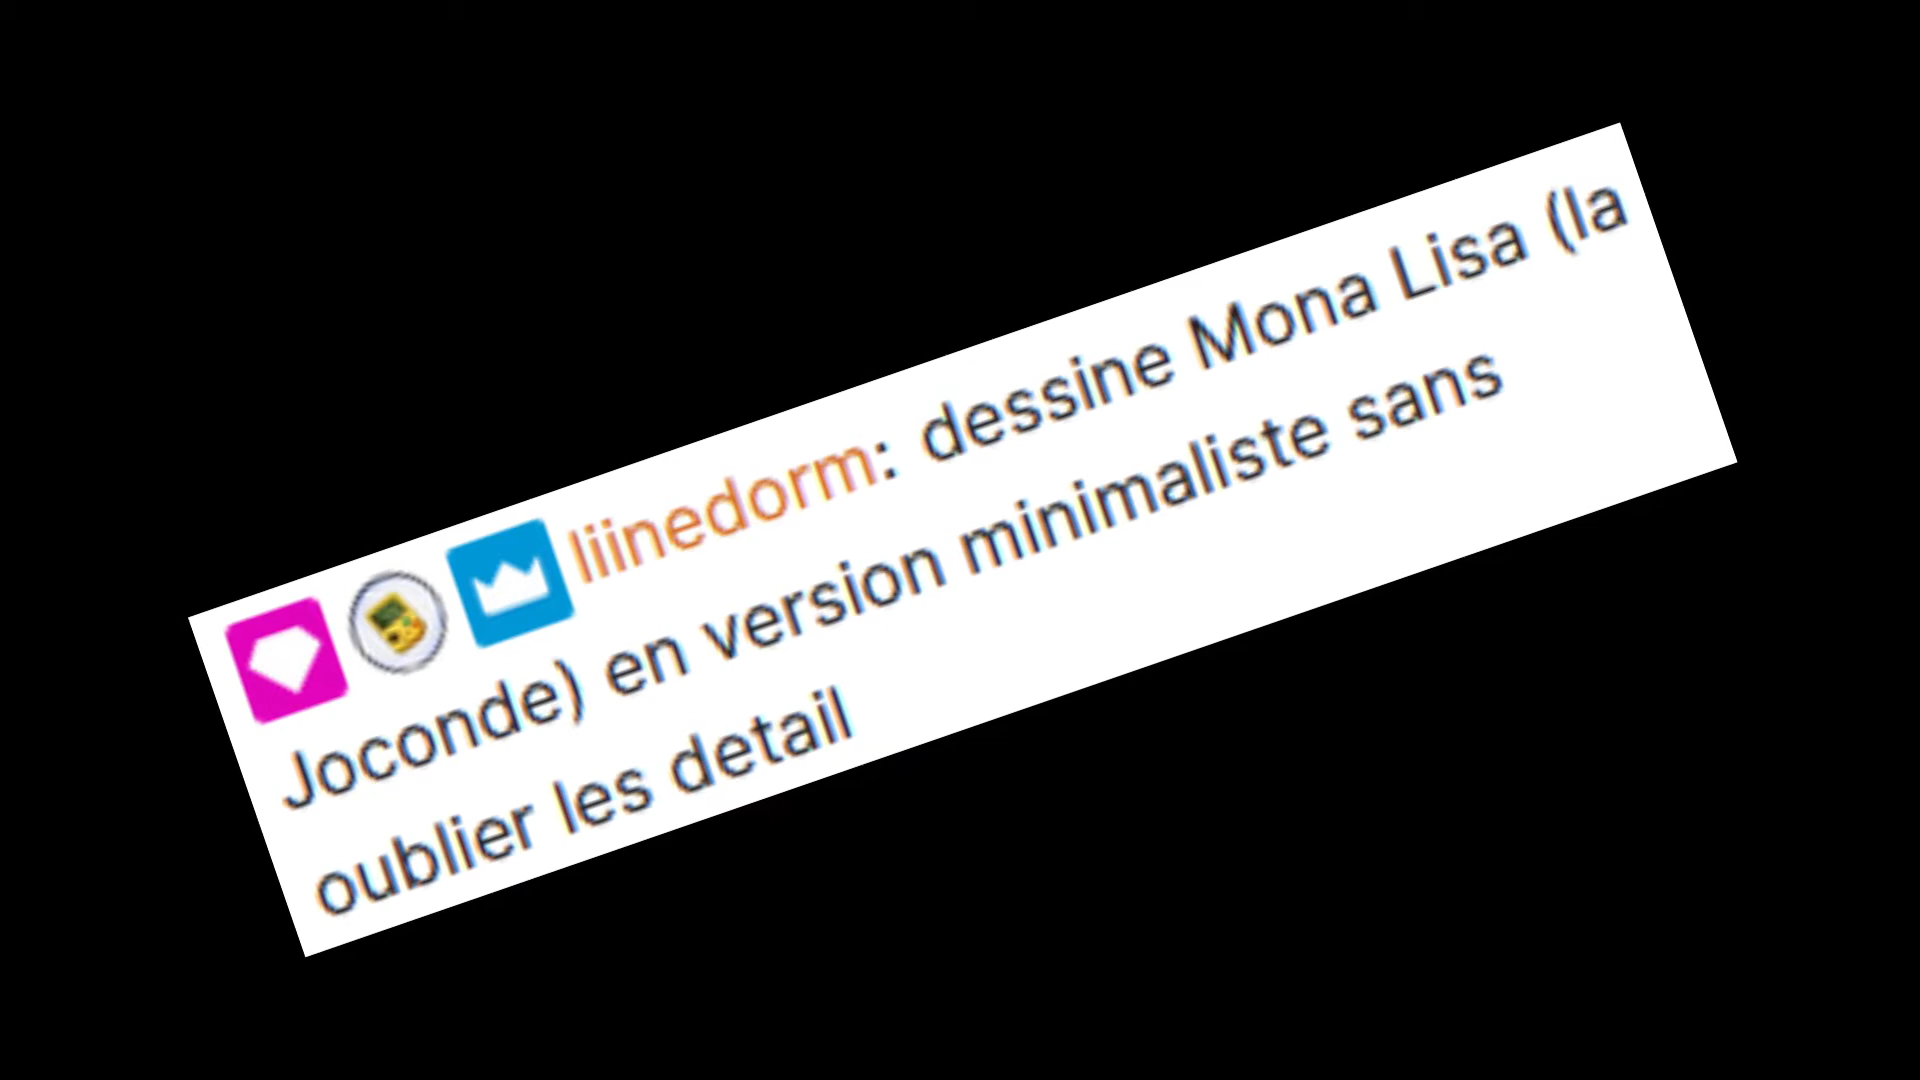 liinedorm: dessine Mona Lisa (la
Joconde) en version minimaliste sans
oublier les detail